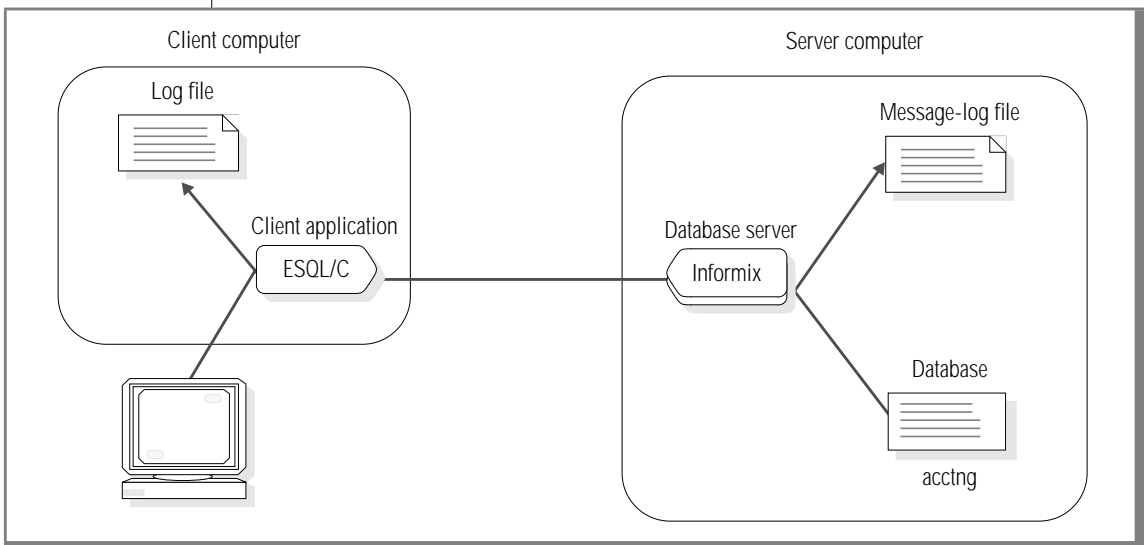 Client computer
Server computer
Log file
Message-log file
Client application
ESQL/C
Database server
Informix
Database
acctng